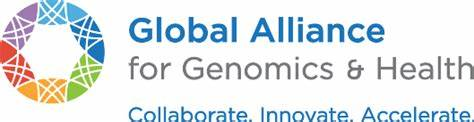 Global Alliance
for Genomics & Health
Collaborate. Innovate. Accelerate.